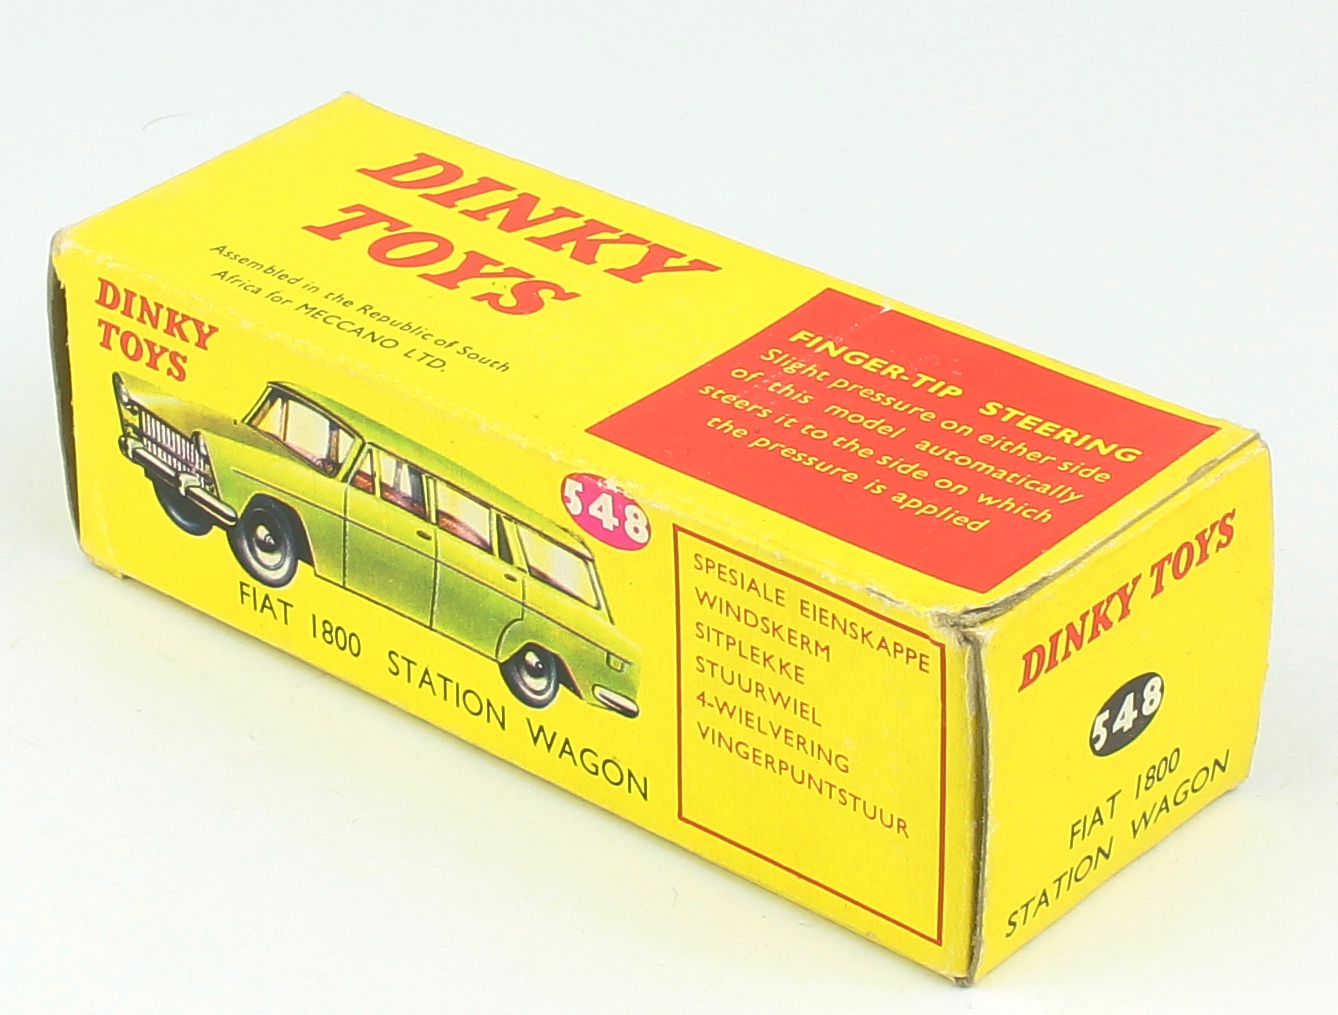 DINKY
TOYS
Assembled in the Republic of South
Africa for MECCANO LTD.
FINGER-TIP STEERING
Slight pressure on either side
of this model automatically
steers it to the side on which
the pressure is applied
DINKY
TOYS
548
FIAT 1800 STATION WAGON
SPESIALE EIENSKAPPE
WINDSKERM
SITPLEKKE
STUURWIEL
4-WIELVERING
VINGERPUNTSTUUR
DINKY TOYS
548
FIAT 1800
STATION WAGON